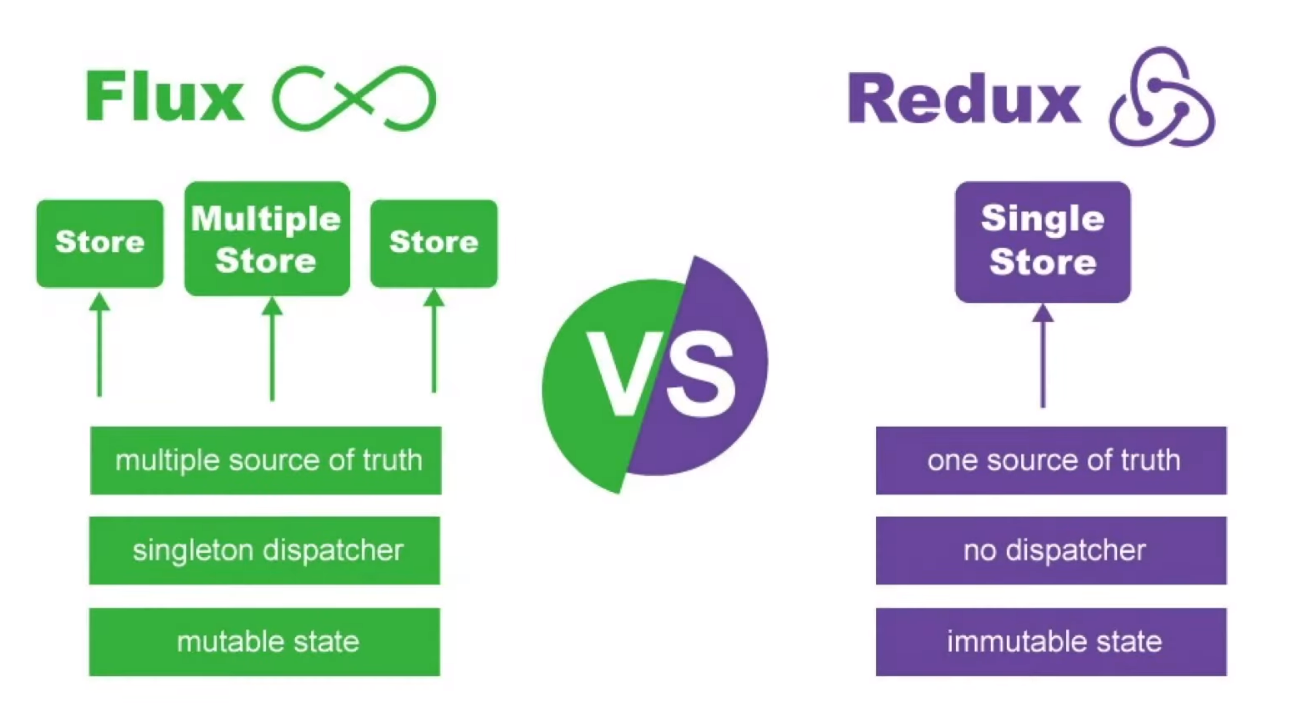 Flux
Redux
Store
Multiple
Store
Store
Single
Store
VS
multiple source of truth
singleton dispatcher
mutable state
one source of truth
no dispatcher
immutable state